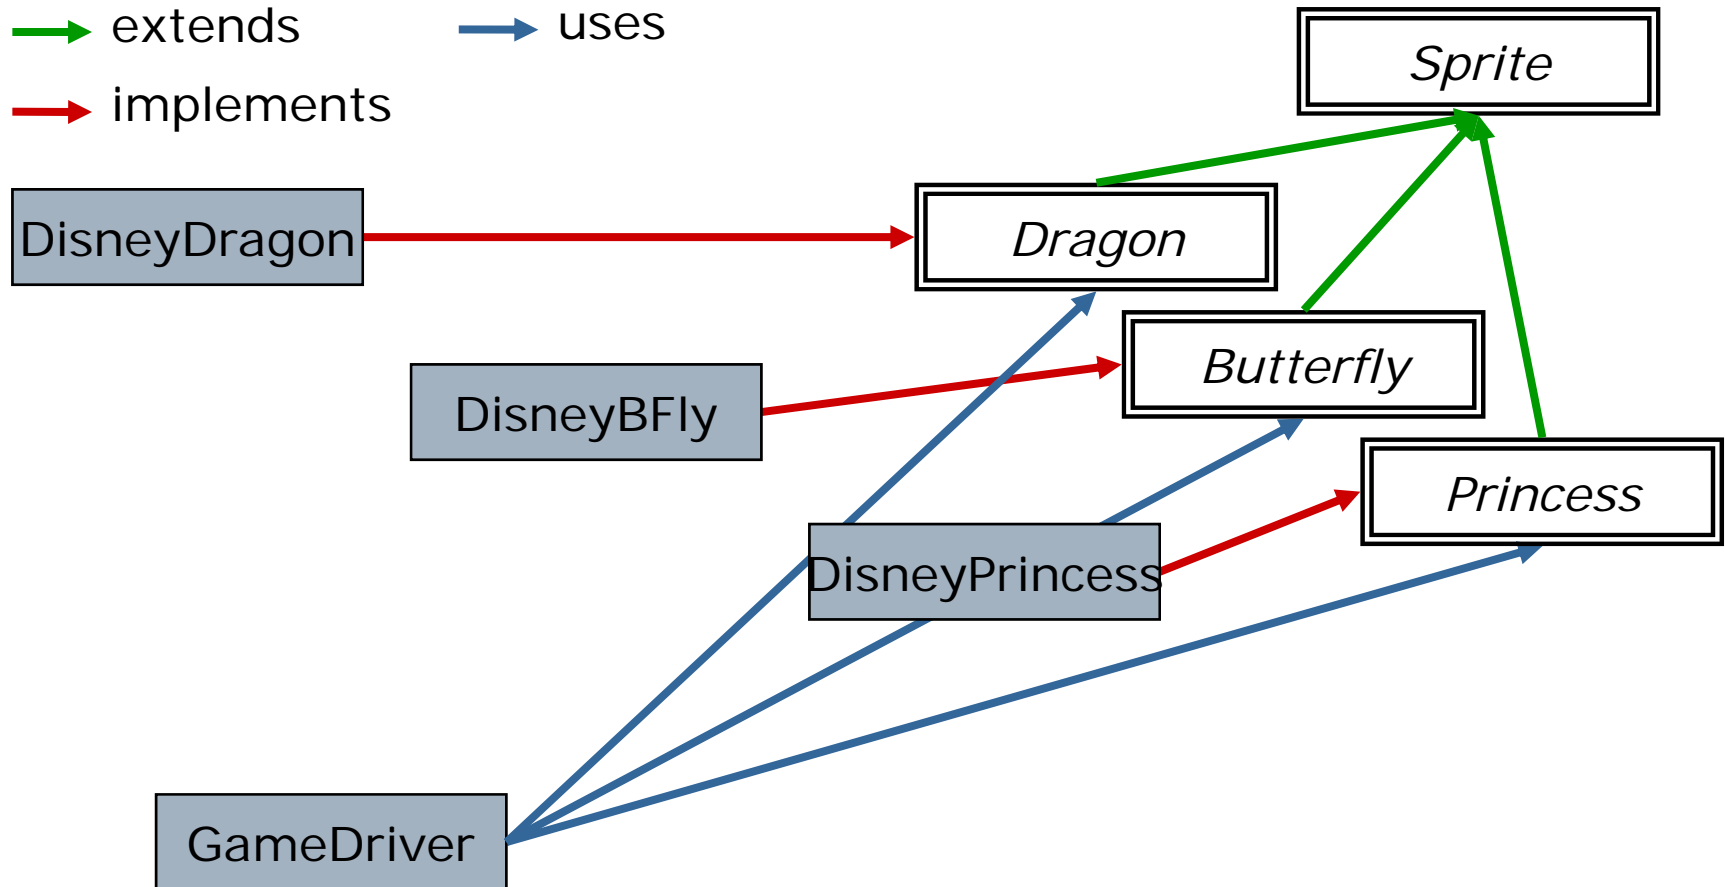 extends
uses
implements
Sprite
DisneyDragon
Dragon
Butterfly
DisneyBFly
Princess
DisneyPrincess
GameDriver